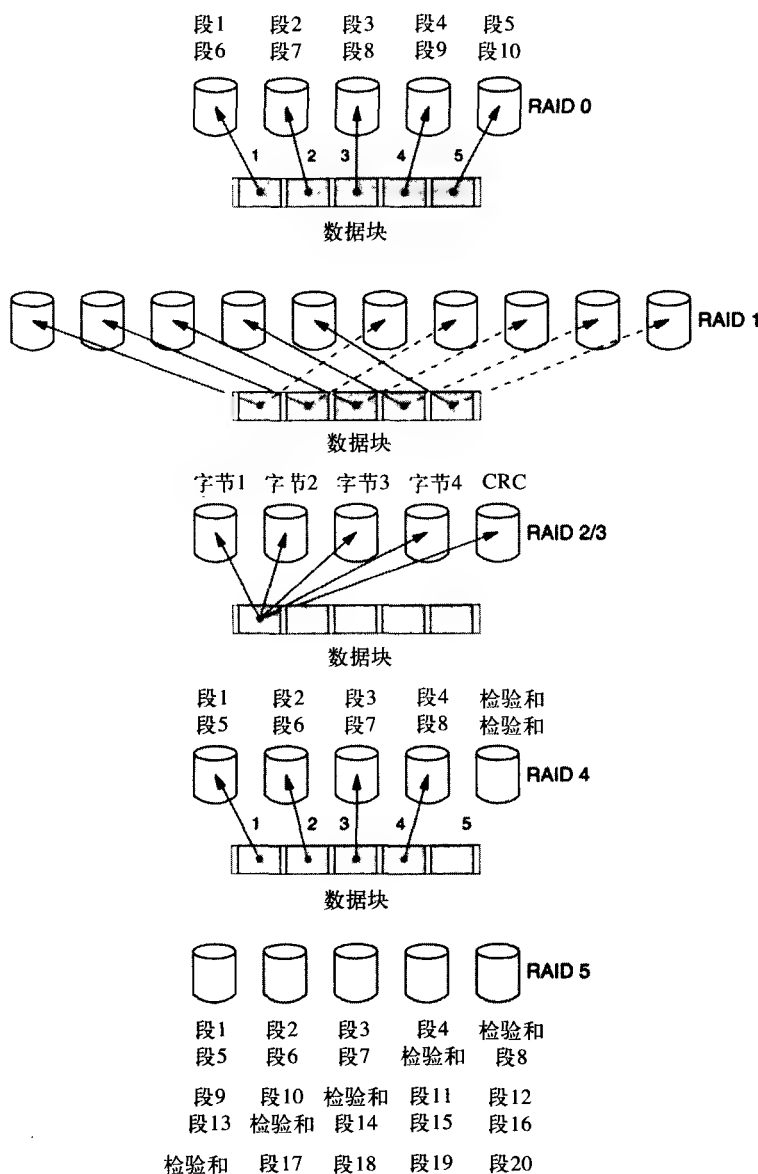 段1 段2 段3 段4 段5
段6 段7 段8 段9 段10
RAID 0
1 2 3 4 5
数据块
RAID 1
数据块
字节1 字节2 字节3 字节4 CRC
RAID 2/3
数据块
段1 段2 段3 段4 检验和
段5 段6 段7 段8 检验和
RAID 4
1 2 3 4 5
数据块
RAID 5
段1 段2 段3 段4 检验和
段5 段6 段7 检验和 段8
段9 段10 检验和 段11 段12
段13 检验和 段14 段15 段16
检验和 段17 段18 段19 段20